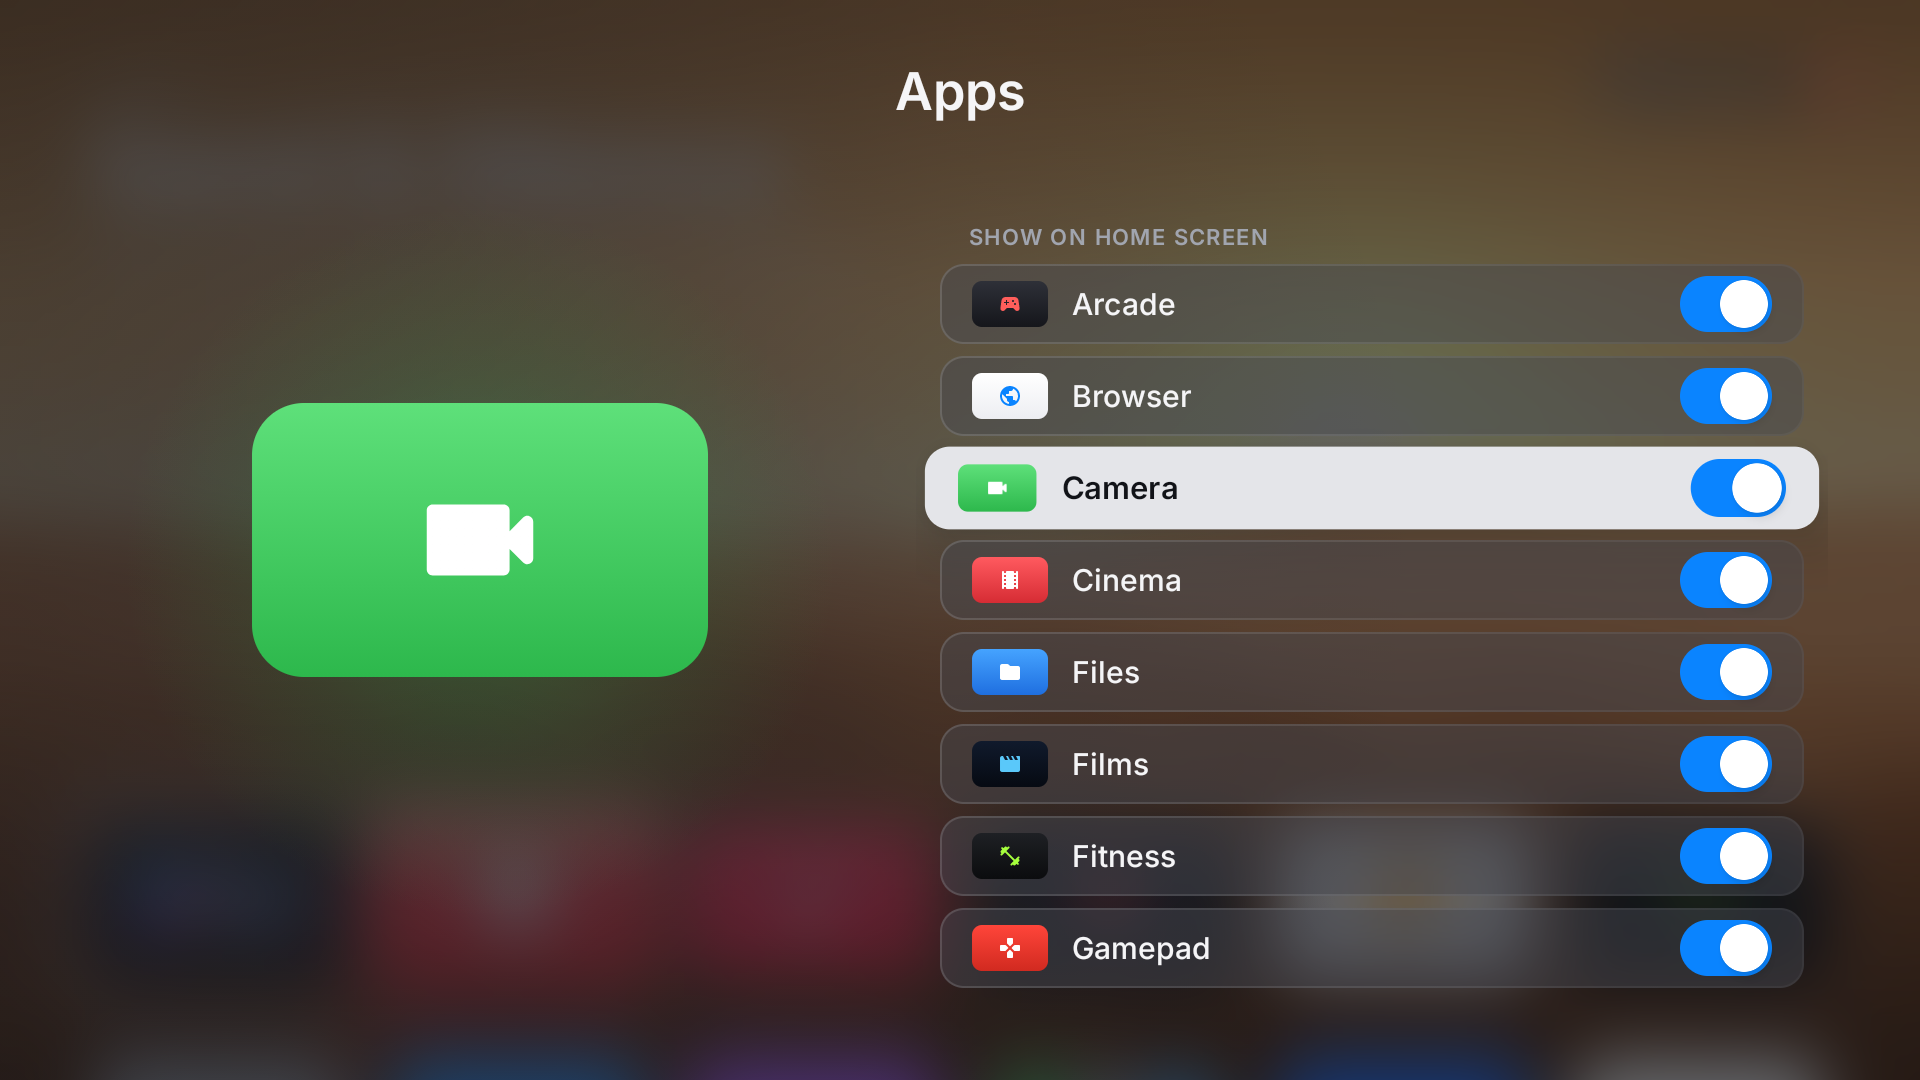 Apps
SHOW ON HOME SCREEN
Arcade
Browser
Camera
Cinema
Files
Films
Fitness
Gamepad